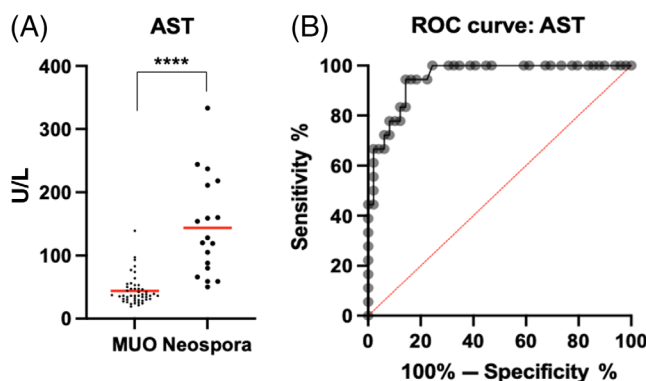 (A)
AST
****
400
300
200
100
0
U/L
MUO Neospora
(B)
ROC curve: AST
100
80
60
40
20
0
Sensitivity %
0 20 40 60 80 100
100% — Specificity %